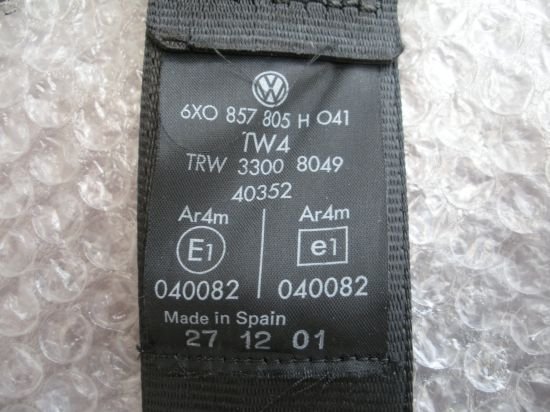 6X0 857 805 H 041
TW4
TRW 3300 8049
40352
Ar4m Ar4m
E1 e1
040082 040082
Made in Spain
27 12 01